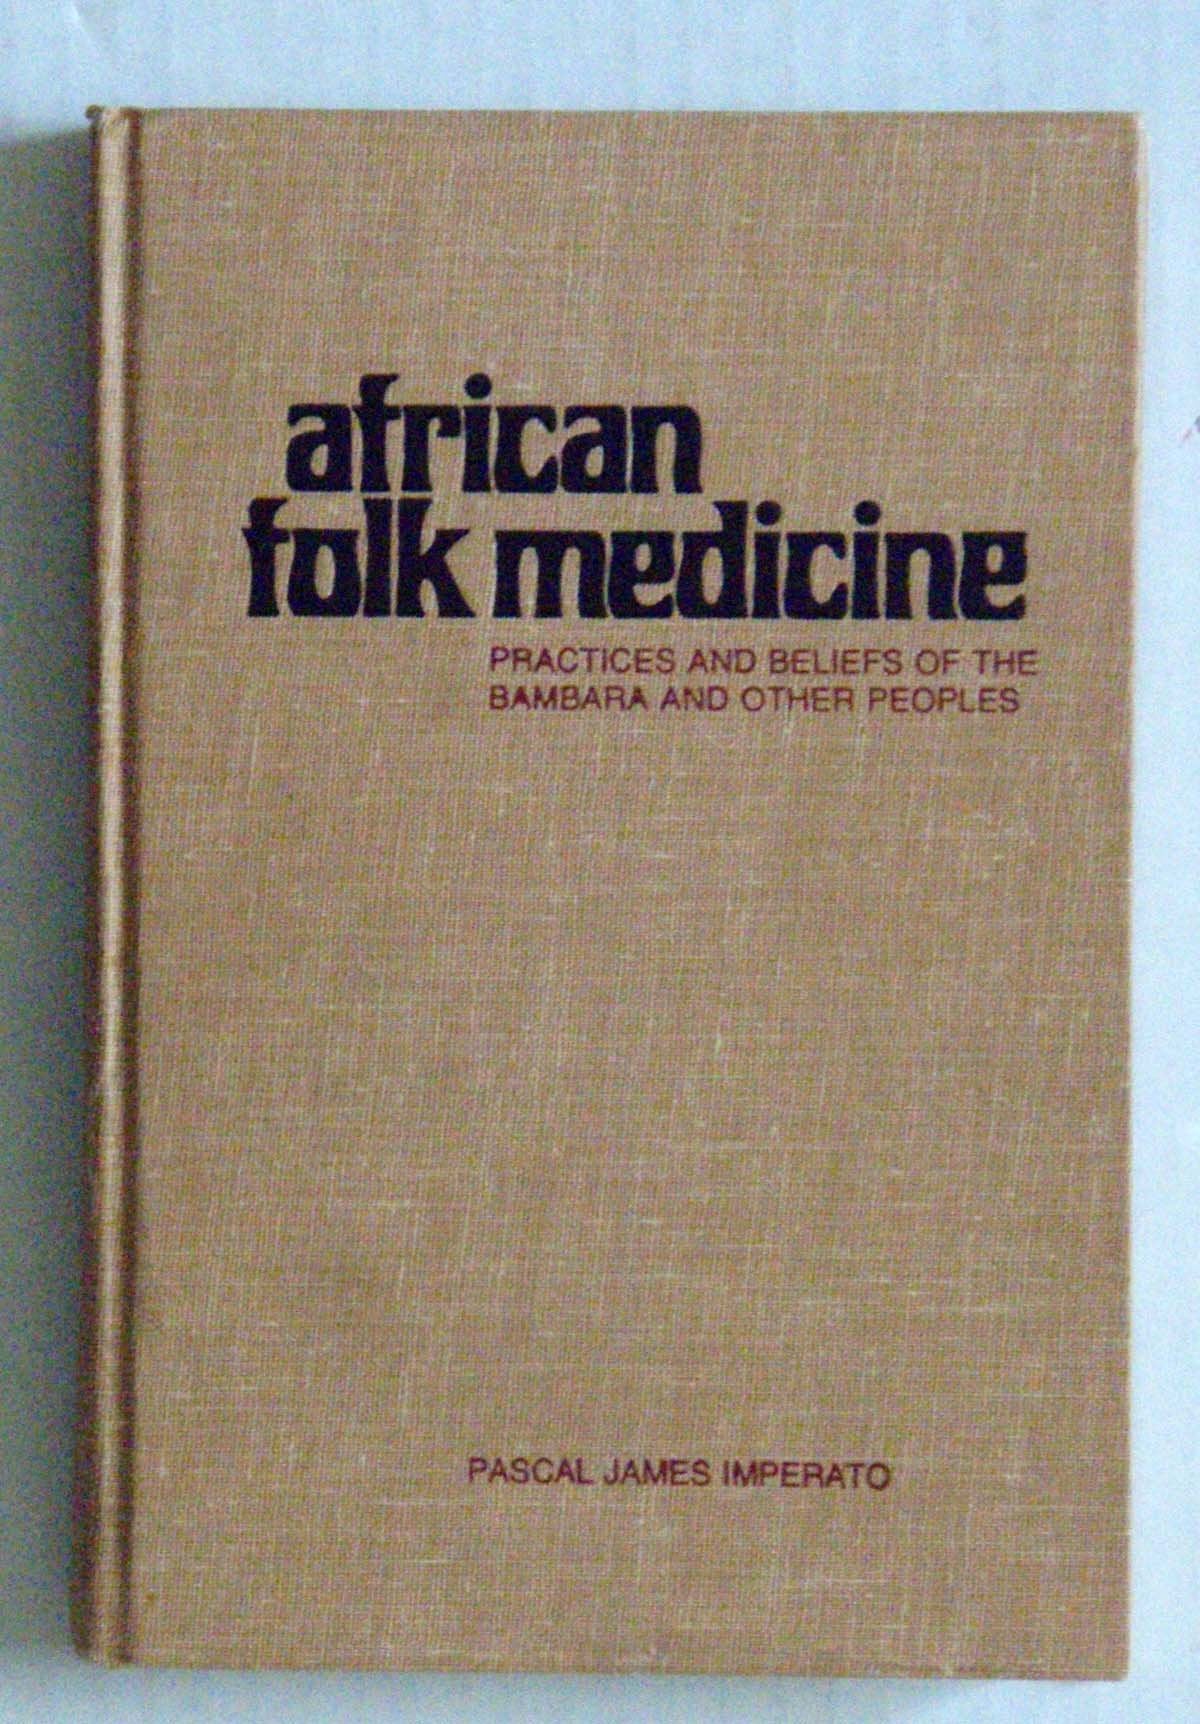 african
folk medicine
PRACTICES AND BELIEFS OF THE
BAMBARA AND OTHER PEOPLES
PASCAL JAMES IMPERATO